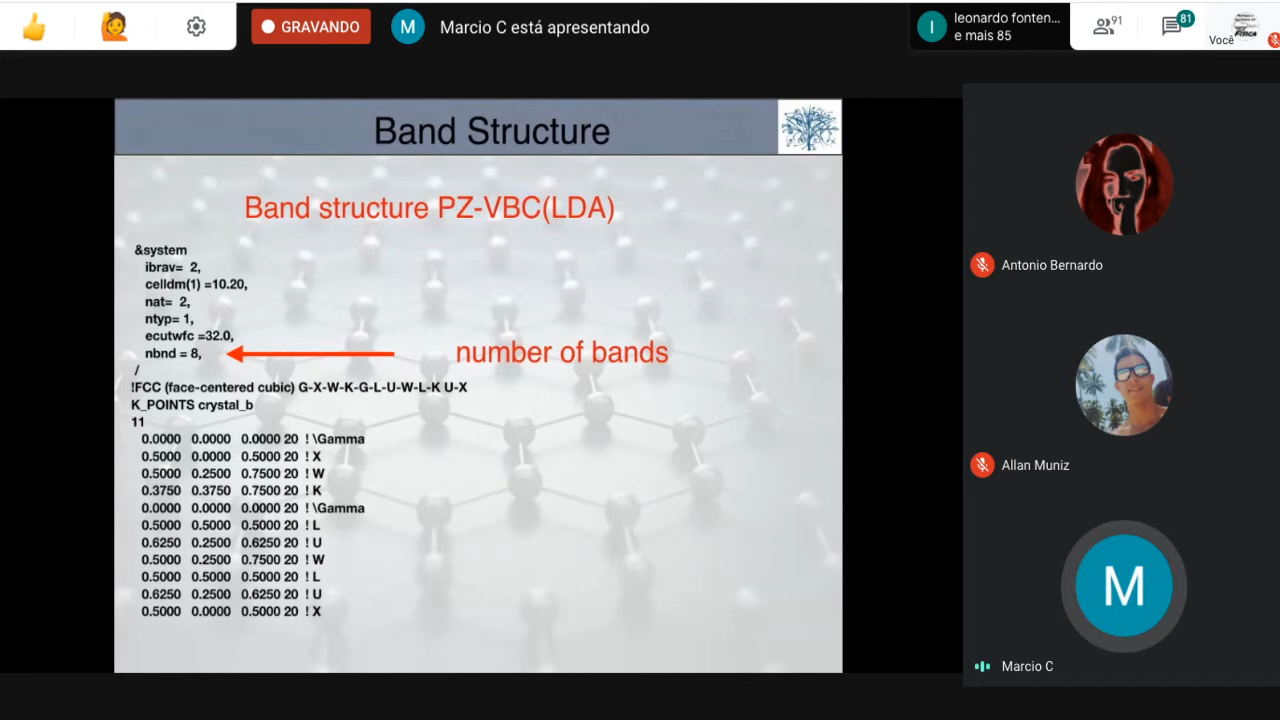 GRAVANDO
M
Marcio C está apresentando
l
leonardo fonten...
e mais 85
91
81
Você
FÍSICA
Band Structure
Band structure PZ-VBC(LDA)
&system
ibrav= 2,
celldm(1) =10.20,
nat= 2,
ntyp= 1,
ecutwfc =32.0,
nbnd = 8,
number of bands
/
!FCC (face-centered cubic) G-X-W-K-G-L-U-W-L-K U-X
K_POINTS crystal_b
11
0.0000 0.0000 0.0000 20 ! \Gamma
0.5000 0.0000 0.5000 20 ! X
0.5000 0.2500 0.7500 20 ! W
0.3750 0.3750 0.7500 20 ! K
0.0000 0.0000 0.0000 20 ! \Gamma
0.5000 0.5000 0.5000 20 ! L
0.6250 0.2500 0.6250 20 ! U
0.5000 0.2500 0.7500 20 ! W
0.5000 0.5000 0.5000 20 ! L
0.6250 0.2500 0.6250 20 ! U
0.5000 0.0000 0.5000 20 ! X
Antonio Bernardo
Allan Muniz
M
Marcio C